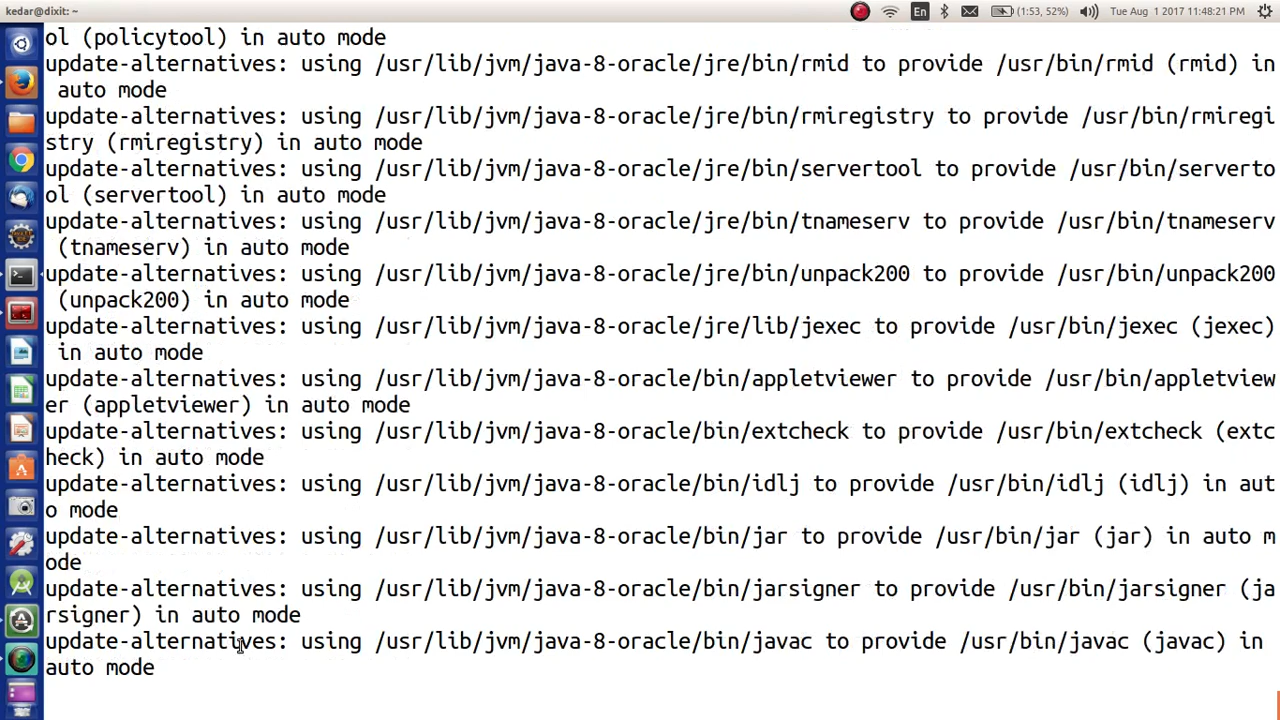 kedar@dixit: ~
En
(1:53, 52%)
Tue Aug 1 2017 11:48:21 PM
ol (policytool) in auto mode
update-alternatives: using /usr/lib/jvm/java-8-oracle/jre/bin/rmid to provide /usr/bin/rmid (rmid) in
 auto mode
update-alternatives: using /usr/lib/jvm/java-8-oracle/jre/bin/rmiregistry to provide /usr/bin/rmiregi
stry (rmiregistry) in auto mode
update-alternatives: using /usr/lib/jvm/java-8-oracle/jre/bin/servertool to provide /usr/bin/serverto
ol (servertool) in auto mode
update-alternatives: using /usr/lib/jvm/java-8-oracle/jre/bin/tnameserv to provide /usr/bin/tnameserv
 (tnameserv) in auto mode
update-alternatives: using /usr/lib/jvm/java-8-oracle/jre/bin/unpack200 to provide /usr/bin/unpack200
 (unpack200) in auto mode
update-alternatives: using /usr/lib/jvm/java-8-oracle/jre/lib/jexec to provide /usr/bin/jexec (jexec)
 in auto mode
update-alternatives: using /usr/lib/jvm/java-8-oracle/bin/appletviewer to provide /usr/bin/appletview
er (appletviewer) in auto mode
update-alternatives: using /usr/lib/jvm/java-8-oracle/bin/extcheck to provide /usr/bin/extcheck (extc
heck) in auto mode
update-alternatives: using /usr/lib/jvm/java-8-oracle/bin/idlj to provide /usr/bin/idlj (idlj) in aut
o mode
update-alternatives: using /usr/lib/jvm/java-8-oracle/bin/jar to provide /usr/bin/jar (jar) in auto m
ode
update-alternatives: using /usr/lib/jvm/java-8-oracle/bin/jarsigner to provide /usr/bin/jarsigner (ja
rsigner) in auto mode
update-alternatives: using /usr/lib/jvm/java-8-oracle/bin/javac to provide /usr/bin/javac (javac) in
auto mode